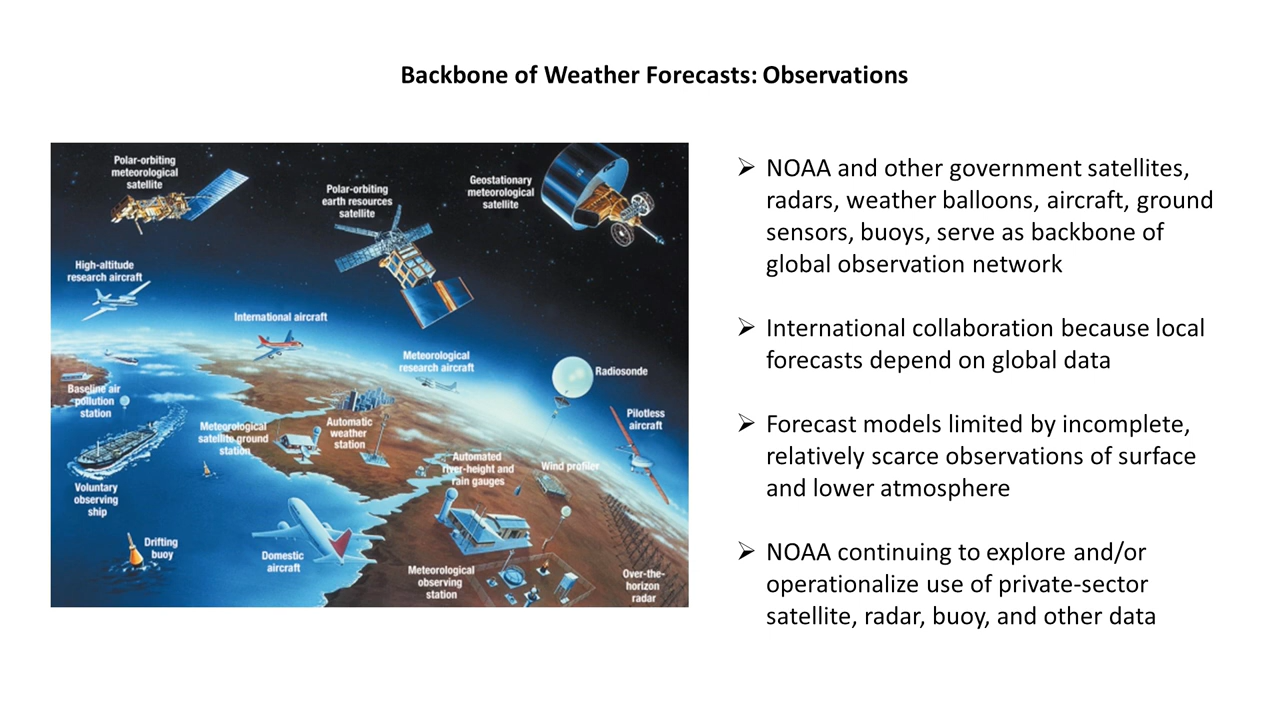 Backbone of Weather Forecasts: Observations
Polar-orbiting
meteorological
satellite
Polar-orbiting
earth resources
satellite
Geostationary
meteorological
satellite
High-altitude
research aircraft
International aircraft
Meteorological
research aircraft
Radiosonde
Baseline air
pollution
station
Meteorological
satellite ground
station
Automatic
weather
station
Pilotless
aircraft
Automated
river-height and
rain gauges
Wind profiler
Voluntary
observing
ship
Drifting
buoy
Domestic
aircraft
Meteorological
observing
station
Over-the-
horizon
radar
➢ NOAA and other government satellites,
radars, weather balloons, aircraft, ground
sensors, buoys, serve as backbone of
global observation network
➢ International collaboration because local
forecasts depend on global data
➢ Forecast models limited by incomplete,
relatively scarce observations of surface
and lower atmosphere
➢ NOAA continuing to explore and/or
operationalize use of private-sector
satellite, radar, buoy, and other data